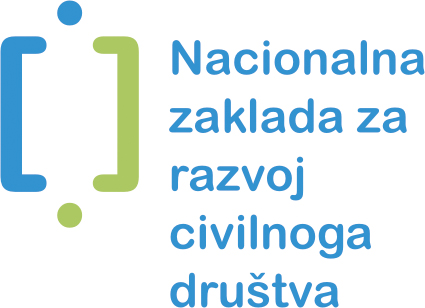 Nacionalna
zaklada za
razvoj
civilnoga
društva